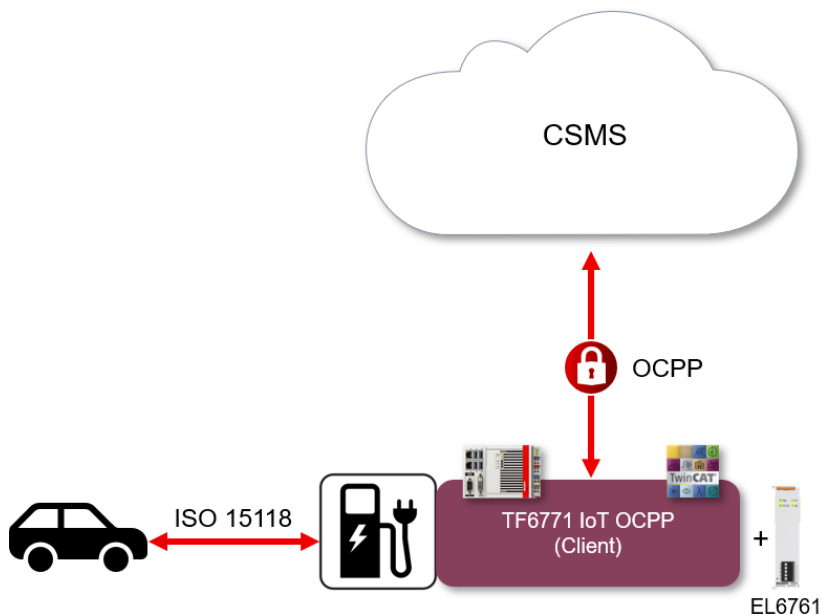 CSMS
OCPP
TwinCAT
ISO 15118
TF6771 IoT OCPP
(Client)
+
EL6761